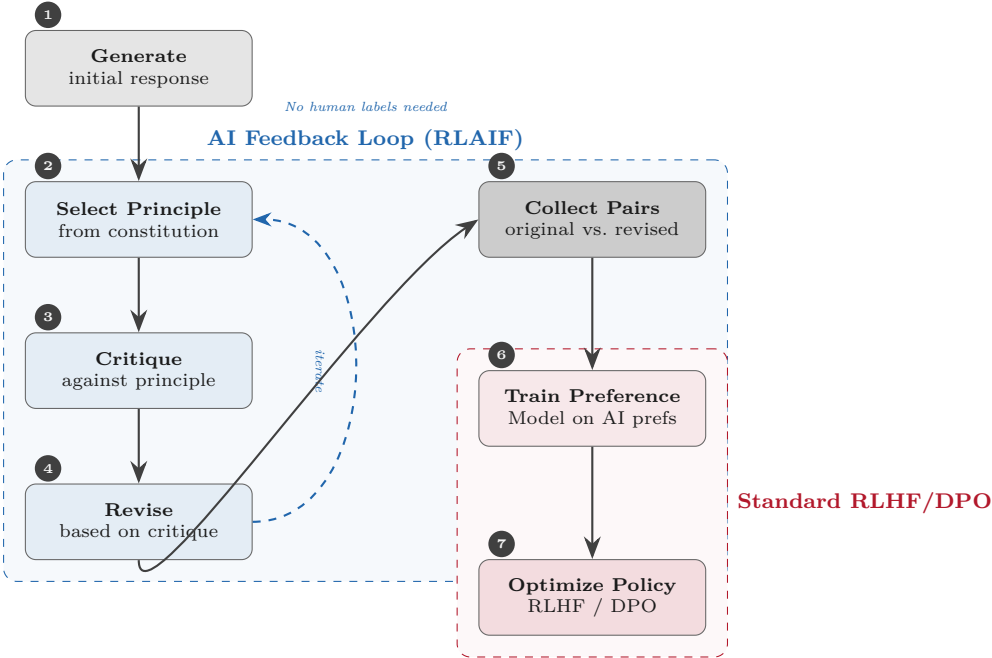 1
Generate
initial response
No human labels needed
AI Feedback Loop (RLAIF)
2
Select Principle
from constitution
3
Critique
against principle
iterate
4
Revise
based on critique
5
Collect Pairs
original vs. revised
6
Train Preference
Model on AI prefs
Standard RLHF/DPO
7
Optimize Policy
RLHF / DPO